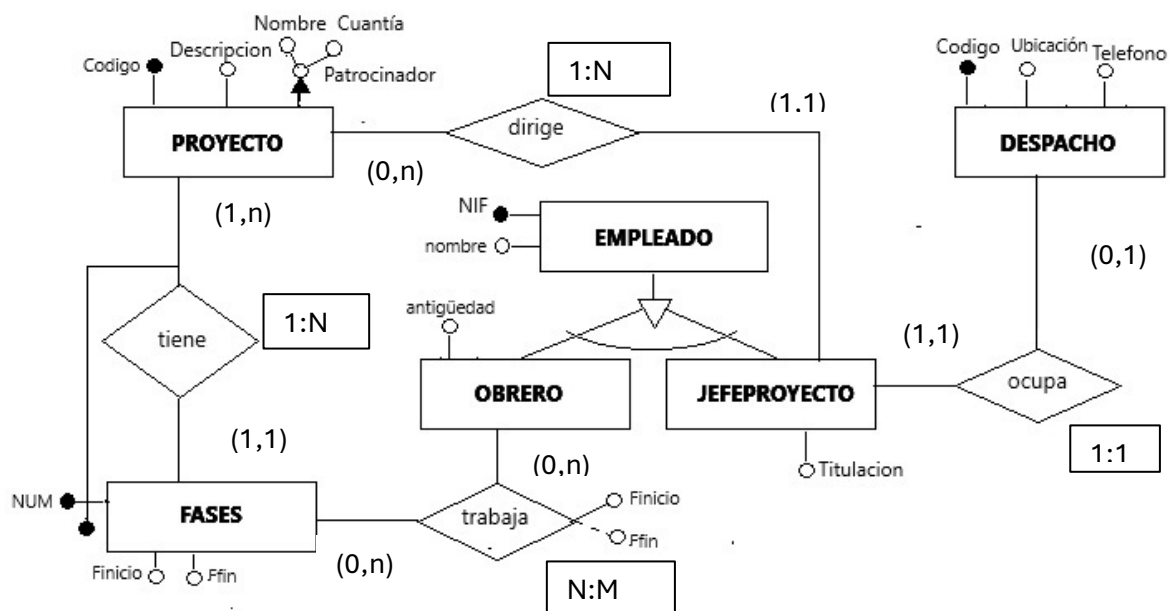 Nombre Cuantía
Descripcion
Codigo
Patrocinador
1:N
Codigo
Ubicación
Telefono
(1,1)
PROYECTO
dirige
DESPACHO
(0,n)
(1,n)
NIF
nombre
EMPLEADO
(0,1)
antigüedad
tiene
1:N
(1,1)
OBRERO
JEFEPROYECTO
ocupa
(1,1)
(0,n)
1:1
Titulacion
NUM
FASES
trabaja
Finicio
Ffin
(0,n)
Finicio
Ffin
N:M